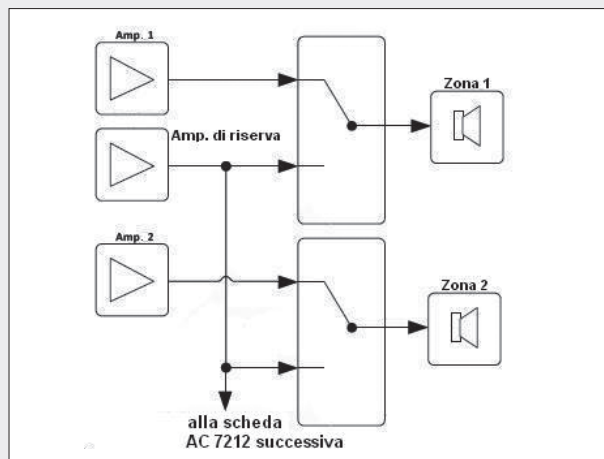 Amp. 1
Zona 1
Amp. di riserva
Amp. 2
Zona 2
alla scheda
AC 7212 successiva